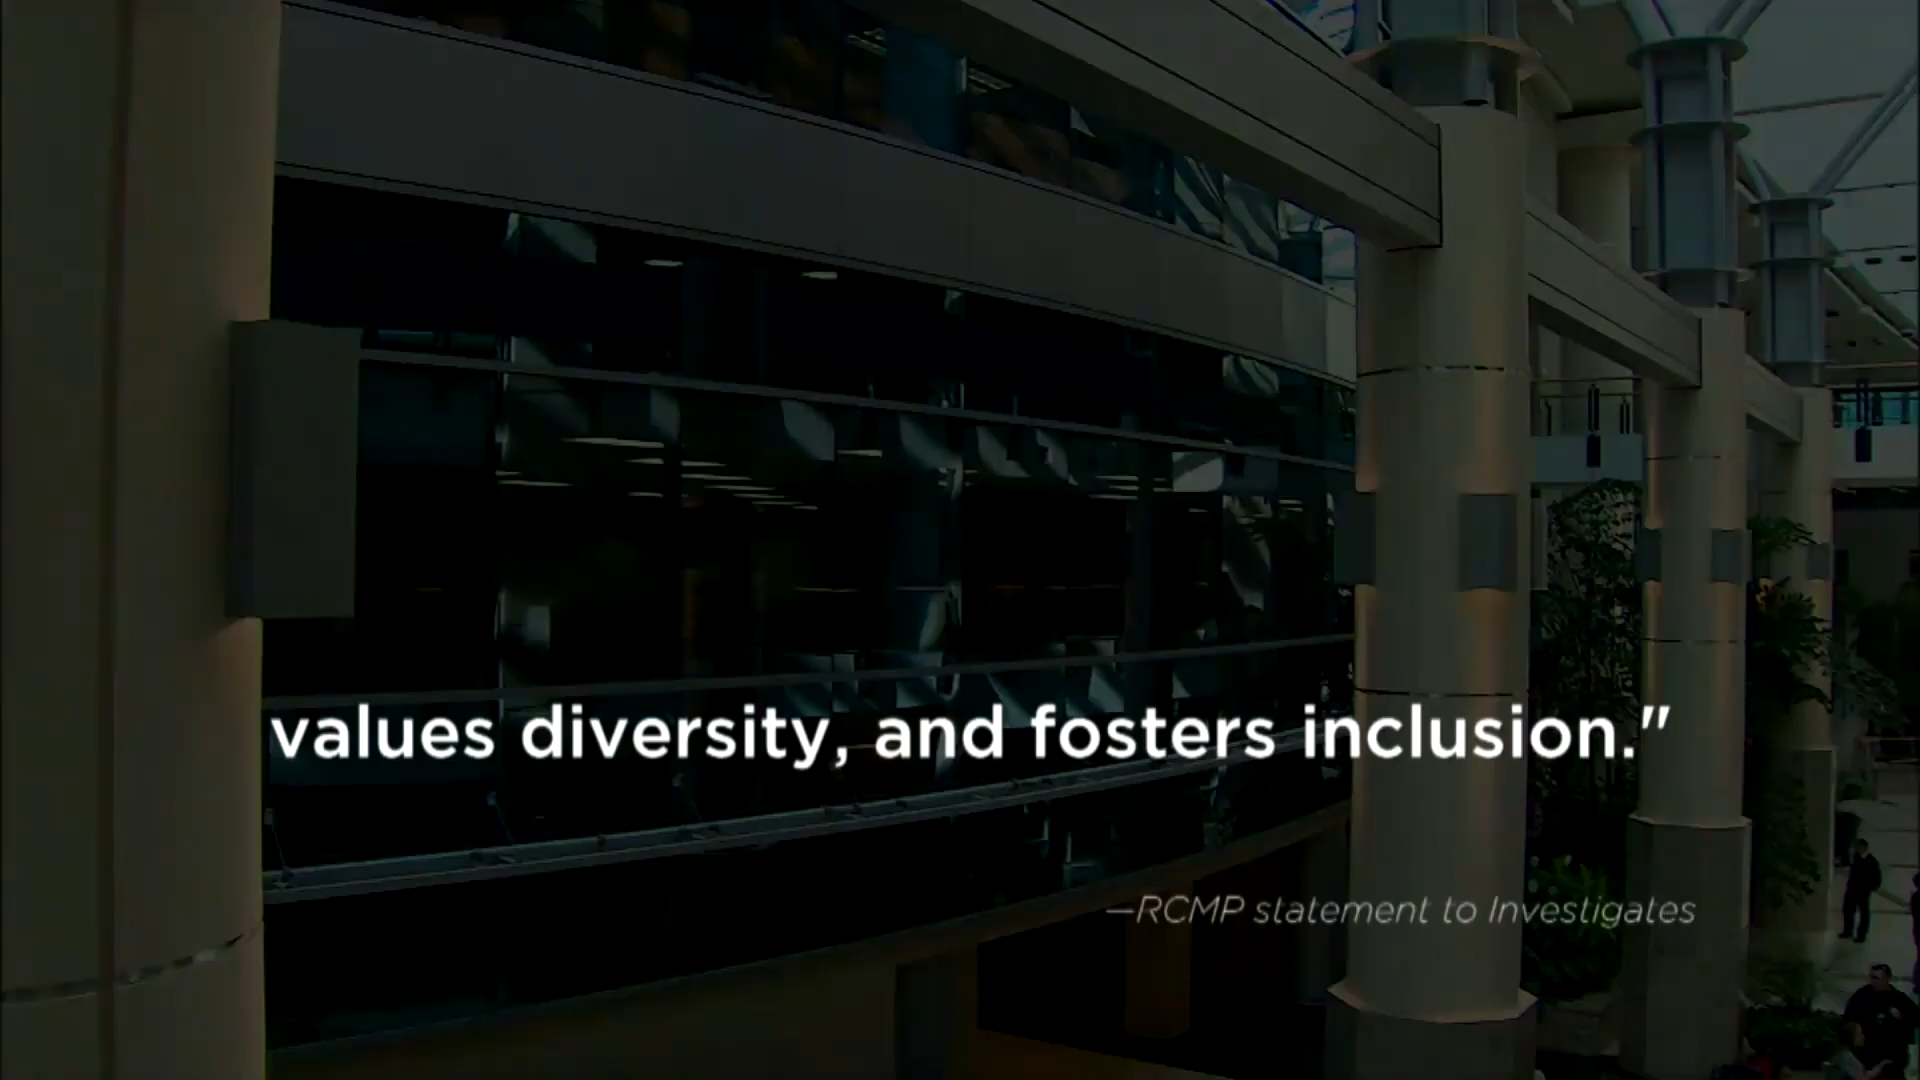 values diversity, and fosters inclusion."
—RCMP statement to Investigates